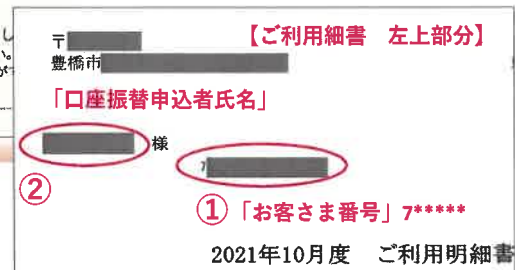 〒
【ご利用細書 左上部分】
豊橋市
「口座振替申込者氏名」
様
②
7
①「お客さま番号」7*****
2021年10月度 ご利用明細書